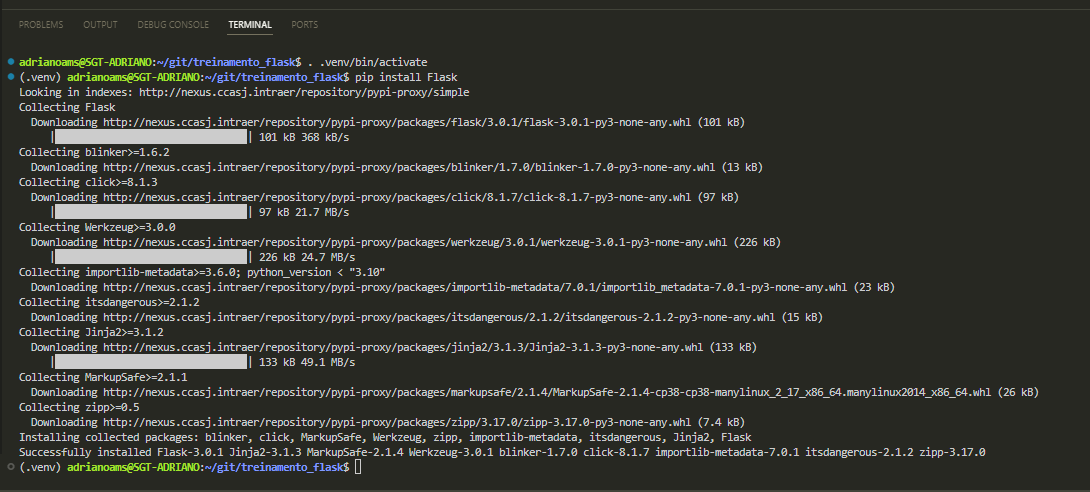 PROBLEMS OUTPUT DEBUG CONSOLE TERMINAL PORTS
adrianoams@SGT-ADRIANO:~/git/treinamento_flask$ . .venv/bin/activate
(.venv) adrianoams@SGT-ADRIANO:~/git/treinamento_flask$ pip install Flask
Looking in indexes: http://nexus.ccasj.intraer/repository/pypi-proxy/simple
Collecting Flask
  Downloading http://nexus.ccasj.intraer/repository/pypi-proxy/packages/flask/3.0.1/flask-3.0.1-py3-none-any.whl (101 kB)
     |████████████████████████████████| 101 kB 368 kB/s
Collecting blinker>=1.6.2
  Downloading http://nexus.ccasj.intraer/repository/pypi-proxy/packages/blinker/1.7.0/blinker-1.7.0-py3-none-any.whl (13 kB)
Collecting click>=8.1.3
  Downloading http://nexus.ccasj.intraer/repository/pypi-proxy/packages/click/8.1.7/click-8.1.7-py3-none-any.whl (97 kB)
     |████████████████████████████████| 97 kB 21.7 MB/s
Collecting Werkzeug>=3.0.0
  Downloading http://nexus.ccasj.intraer/repository/pypi-proxy/packages/werkzeug/3.0.1/werkzeug-3.0.1-py3-none-any.whl (226 kB)
     |████████████████████████████████| 226 kB 24.7 MB/s
Collecting importlib-metadata>=3.6.0; python_version < "3.10"
  Downloading http://nexus.ccasj.intraer/repository/pypi-proxy/packages/importlib-metadata/7.0.1/importlib_metadata-7.0.1-py3-none-any.whl (23 kB)
Collecting itsdangerous>=2.1.2
  Downloading http://nexus.ccasj.intraer/repository/pypi-proxy/packages/itsdangerous/2.1.2/itsdangerous-2.1.2-py3-none-any.whl (15 kB)
Collecting Jinja2>=3.1.2
  Downloading http://nexus.ccasj.intraer/repository/pypi-proxy/packages/jinja2/3.1.3/Jinja2-3.1.3-py3-none-any.whl (133 kB)
     |████████████████████████████████| 133 kB 49.1 MB/s
Collecting MarkupSafe>=2.1.1
  Downloading http://nexus.ccasj.intraer/repository/pypi-proxy/packages/markupsafe/2.1.4/MarkupSafe-2.1.4-cp38-cp38-manylinux_2_17_x86_64.manylinux2014_x86_64.whl (26 kB)
Collecting zipp>=0.5
  Downloading http://nexus.ccasj.intraer/repository/pypi-proxy/packages/zipp/3.17.0/zipp-3.17.0-py3-none-any.whl (7.4 kB)
Installing collected packages: blinker, click, MarkupSafe, Werkzeug, zipp, importlib-metadata, itsdangerous, Jinja2, Flask
Successfully installed Flask-3.0.1 Jinja2-3.1.3 MarkupSafe-2.1.4 Werkzeug-3.0.1 blinker-1.7.0 click-8.1.7 importlib-metadata-7.0.1 itsdangerous-2.1.2 zipp-3.17.0
(.venv) adrianoams@SGT-ADRIANO:~/git/treinamento_flask$